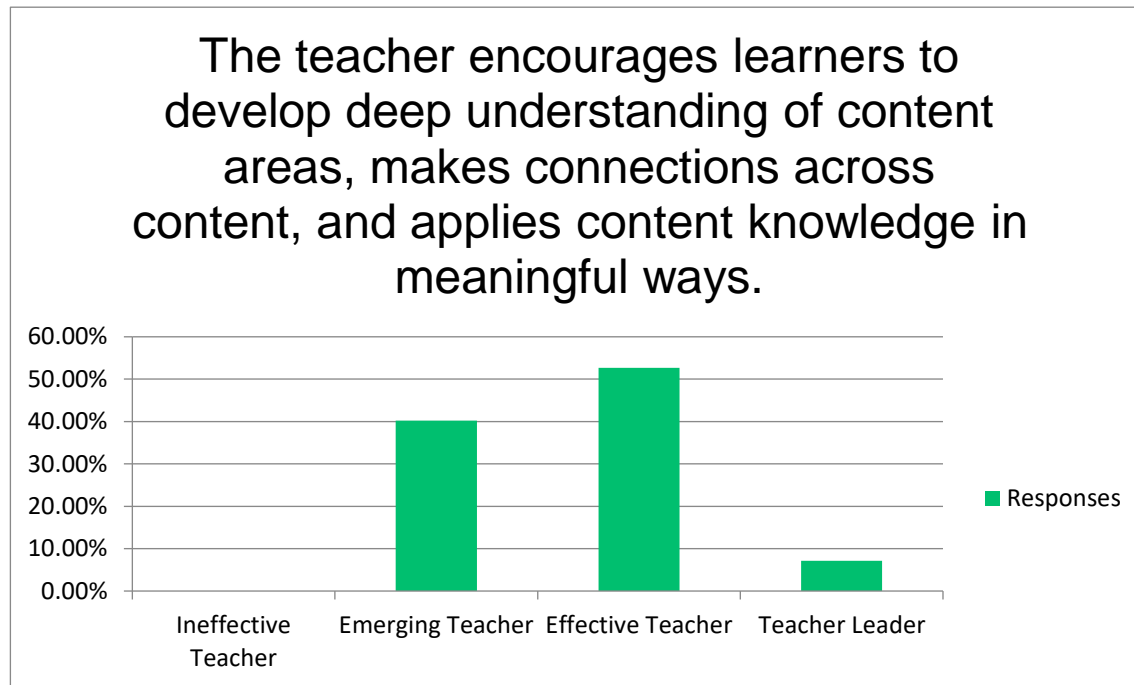 The teacher encourages learners to
develop deep understanding of content
areas, makes connections across
content, and applies content knowledge in
meaningful ways.
60.00%
50.00%
40.00%
30.00%
20.00%
10.00%
0.00%
Ineffective
Teacher
Emerging Teacher
Effective Teacher
Teacher Leader
Responses